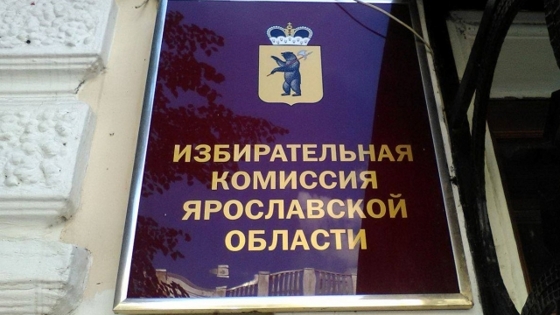 ИЗБИРАТЕЛЬНАЯ
КОМИССИЯ
ЯРОСЛАВСКОЙ
ОБЛАСТИ